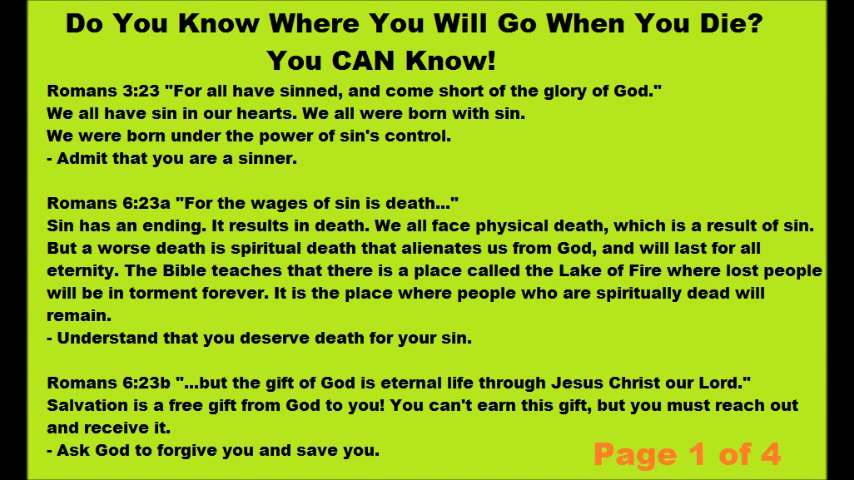 Do You Know Where You Will Go When You Die?
You CAN Know!
Romans 3:23 "For all have sinned, and come short of the glory of God."
We all have sin in our hearts. We all were born with sin.
We were born under the power of sin's control.
- Admit that you are a sinner.
Romans 6:23a "For the wages of sin is death..."
Sin has an ending. It results in death. We all face physical death, which is a result of sin.
But a worse death is spiritual death that alienates us from God, and will last for all
eternity. The Bible teaches that there is a place called the Lake of Fire where lost people
will be in torment forever. It is the place where people who are spiritually dead will
remain.
- Understand that you deserve death for your sin.
Romans 6:23b "...but the gift of God is eternal life through Jesus Christ our Lord."
Salvation is a free gift from God to you! You can't earn this gift, but you must reach out
and receive it.
- Ask God to forgive you and save you.
Page 1 of 4